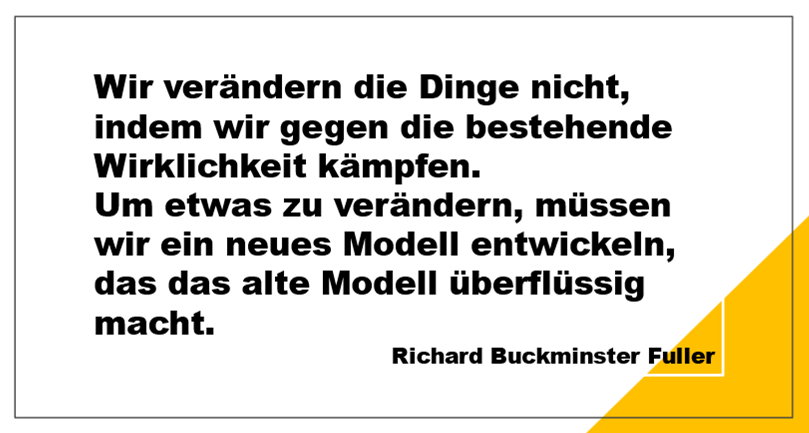 Wir verändern die Dinge nicht,
indem wir gegen die bestehende
Wirklichkeit kämpfen.
Um etwas zu verändern, müssen
wir ein neues Modell entwickeln,
das das alte Modell überflüssig
macht.
Richard Buckminster Fuller